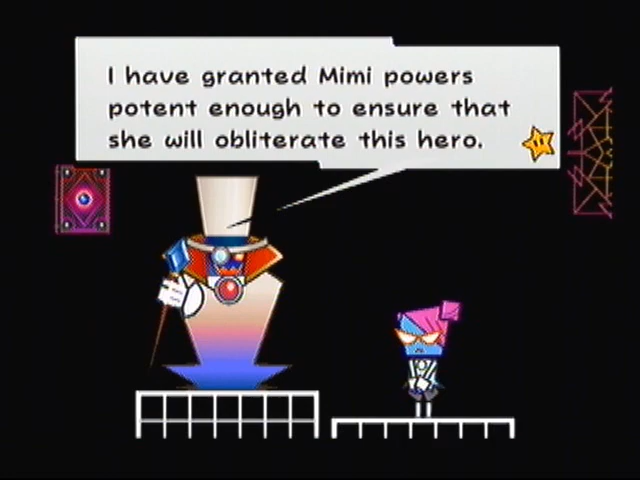 I have granted Mimi powers
potent enough to ensure that
she will obliterate this hero.